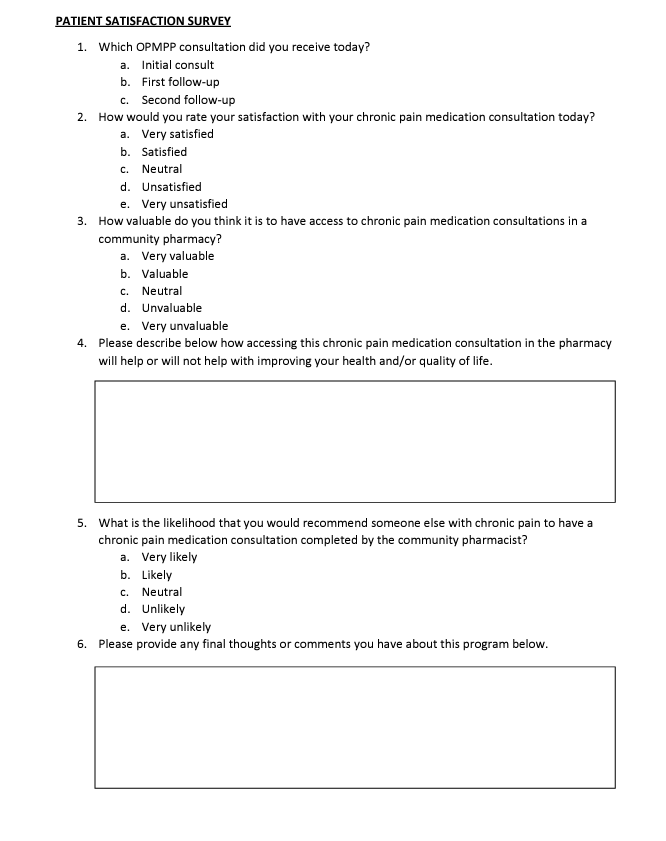 PATIENT SATISFACTION SURVEY
1. Which OPMPP consultation did you receive today?
a. Initial consult
b. First follow-up
c. Second follow-up
2. How would you rate your satisfaction with your chronic pain medication consultation today?
a. Very satisfied
b. Satisfied
c. Neutral
d. Unsatisfied
e. Very unsatisfied
3. How valuable do you think it is to have access to chronic pain medication consultations in a
community pharmacy?
a. Very valuable
b. Valuable
c. Neutral
d. Unvaluable
e. Very unvaluable
4. Please describe below how accessing this chronic pain medication consultation in the pharmacy
will help or will not help with improving your health and/or quality of life.
5. What is the likelihood that you would recommend someone else with chronic pain to have a
chronic pain medication consultation completed by the community pharmacist?
a. Very likely
b. Likely
c. Neutral
d. Unlikely
e. Very unlikely
6. Please provide any final thoughts or comments you have about this program below.